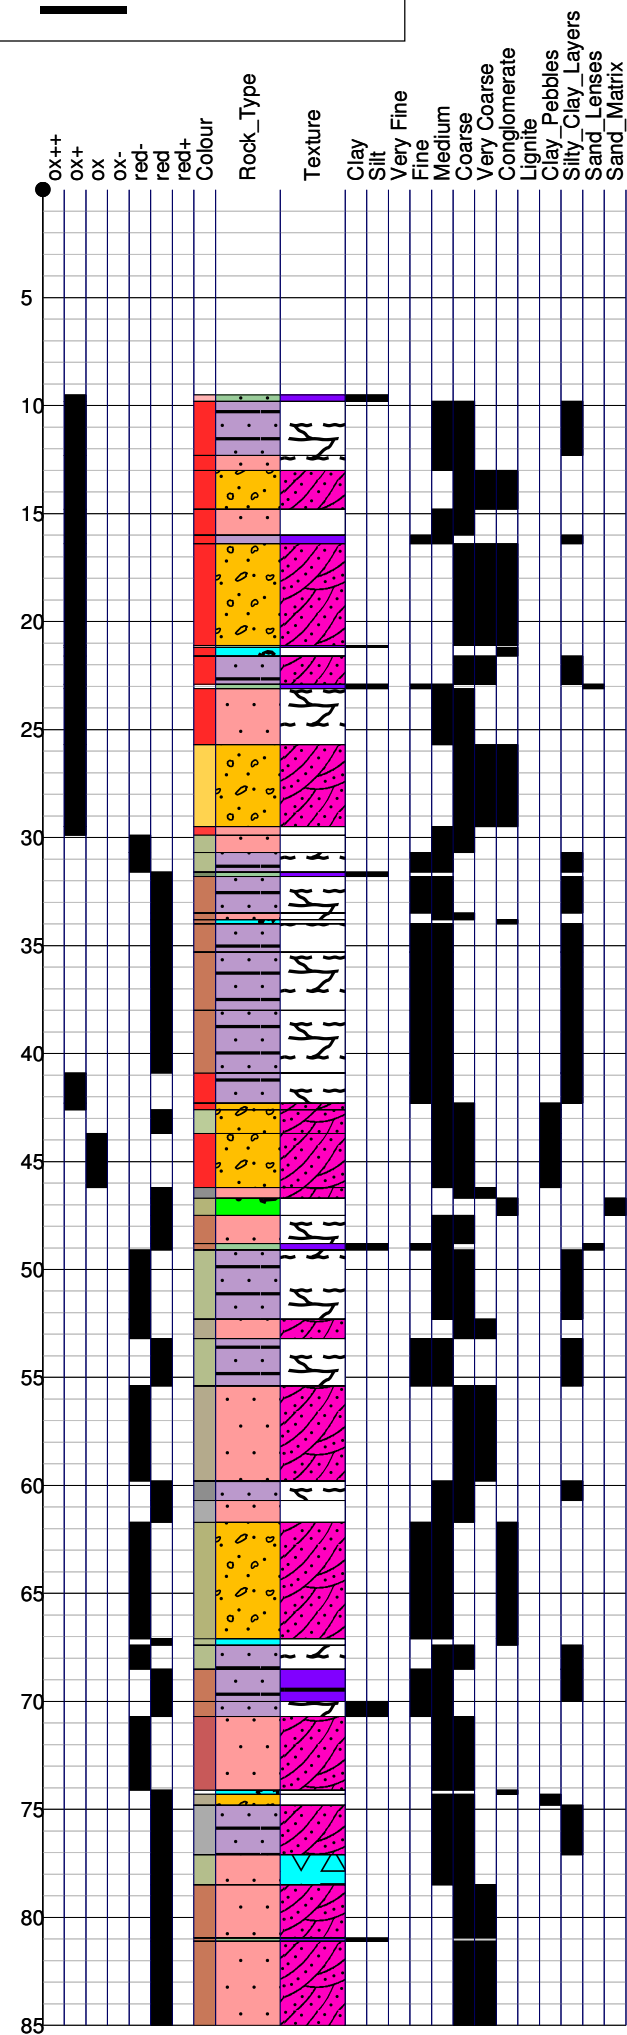 ox++
ox+
ox
ox-
red-
red
red+
Colour
Rock_Type
Texture
Clay
Silt
Very Fine
Fine
Medium
Coarse
Very Coarse
Conglomerate
Lignite
Clay_Pebbles
Silty_Clay_Layers
Sand_Lenses
Sand_Matrix
5
10
15
20
25
30
35
40
45
50
55
60
65
70
75
80
85